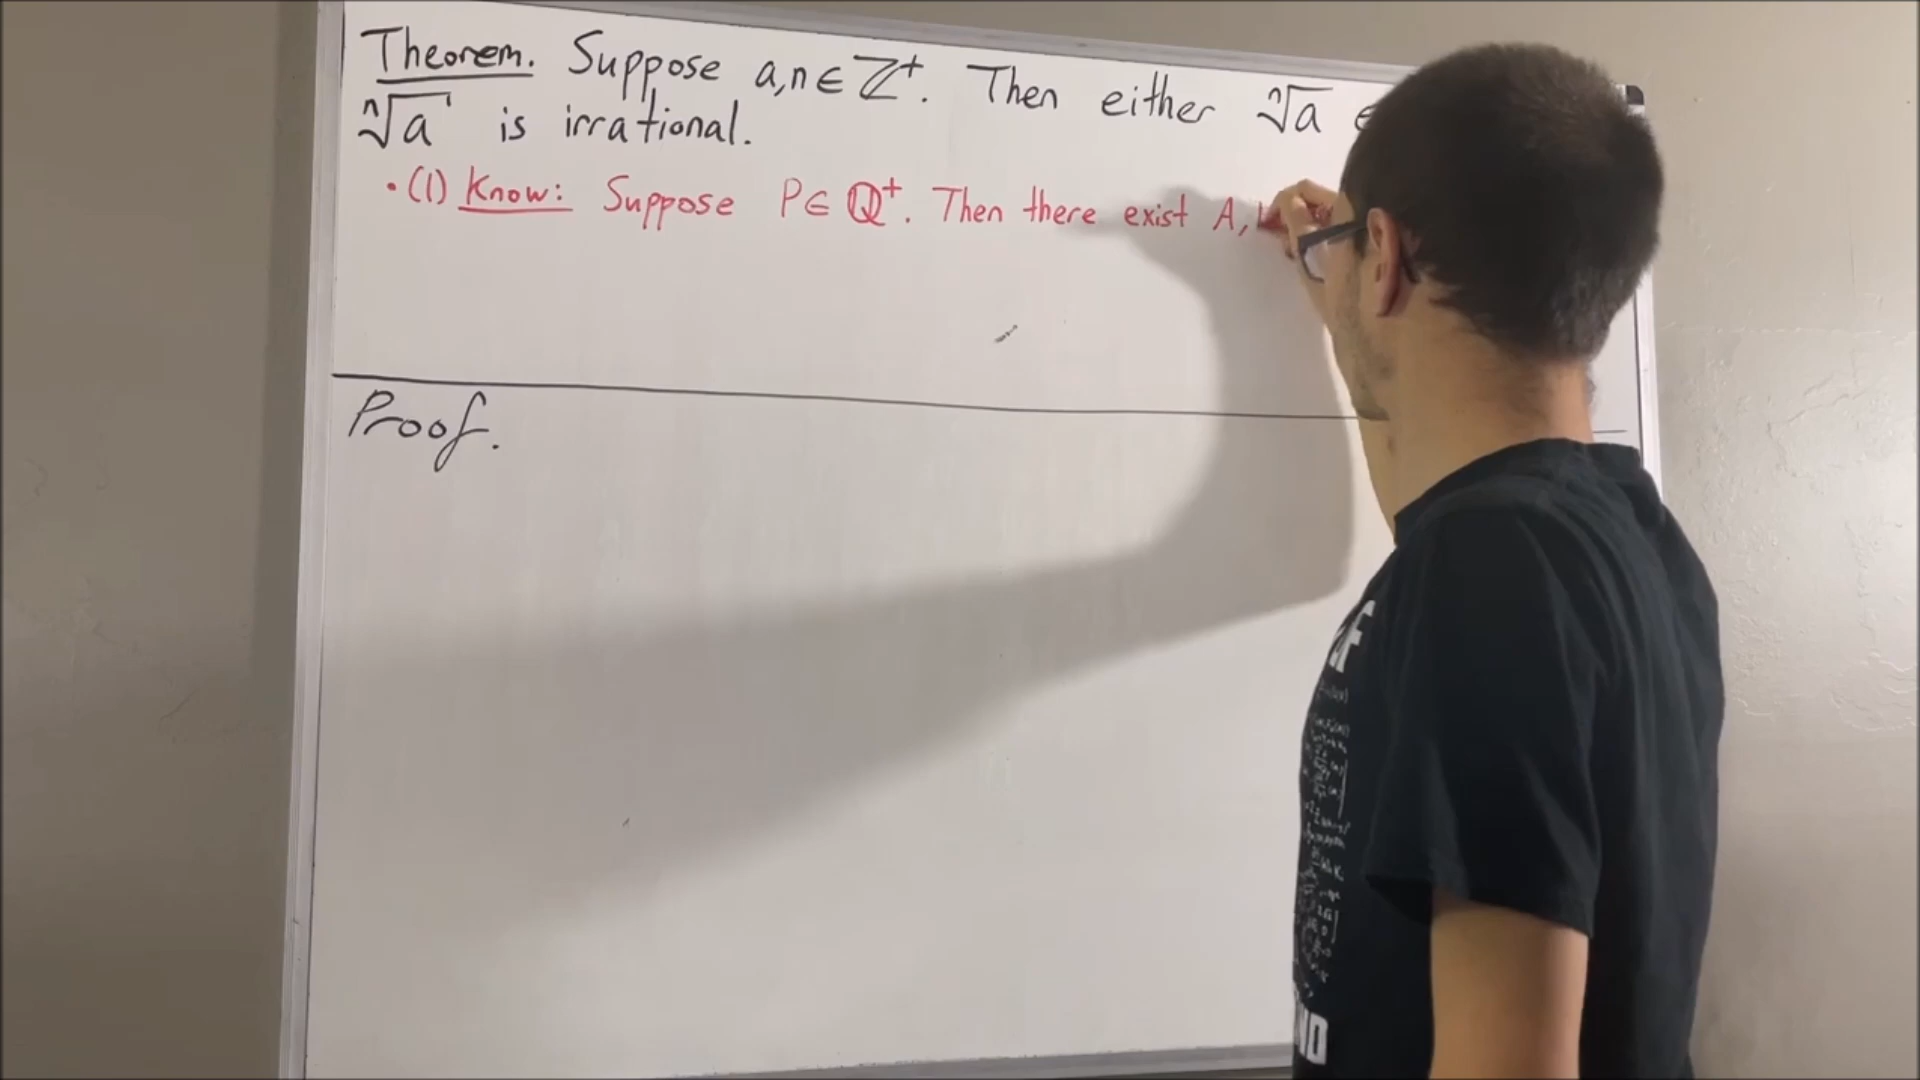 Theorem. Suppose a,n ∈ ℤ⁺. Then either ⁿ√a ∈
ⁿ√a is irrational.
• (1) Know: Suppose P ∈ ℚ⁺. Then there exist A,
Proof.